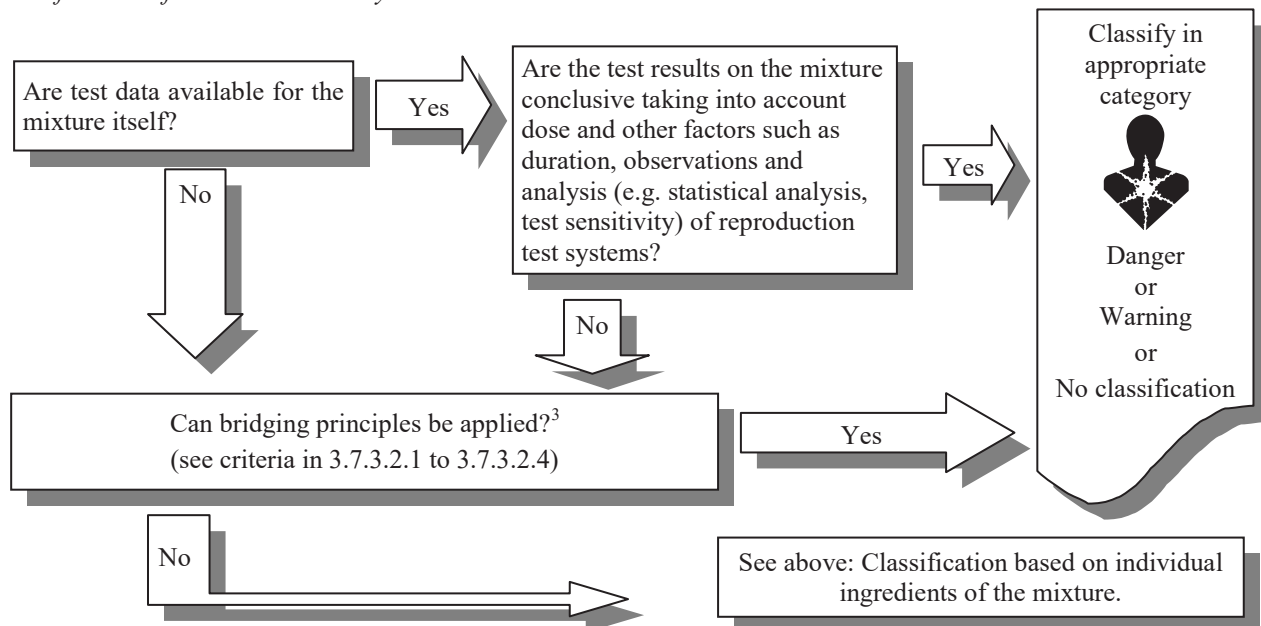 Are test data available for the
mixture itself?
Yes
Are the test results on the mixture
conclusive taking into account
dose and other factors such as
duration, observations and
analysis (e.g. statistical analysis,
test sensitivity) of reproduction
test systems?
Yes
Classify in
appropriate
category
Danger
or
Warning
or
No classification
No
No
Can bridging principles be applied?³
(see criteria in 3.7.3.2.1 to 3.7.3.2.4)
Yes
No
See above: Classification based on individual
ingredients of the mixture.